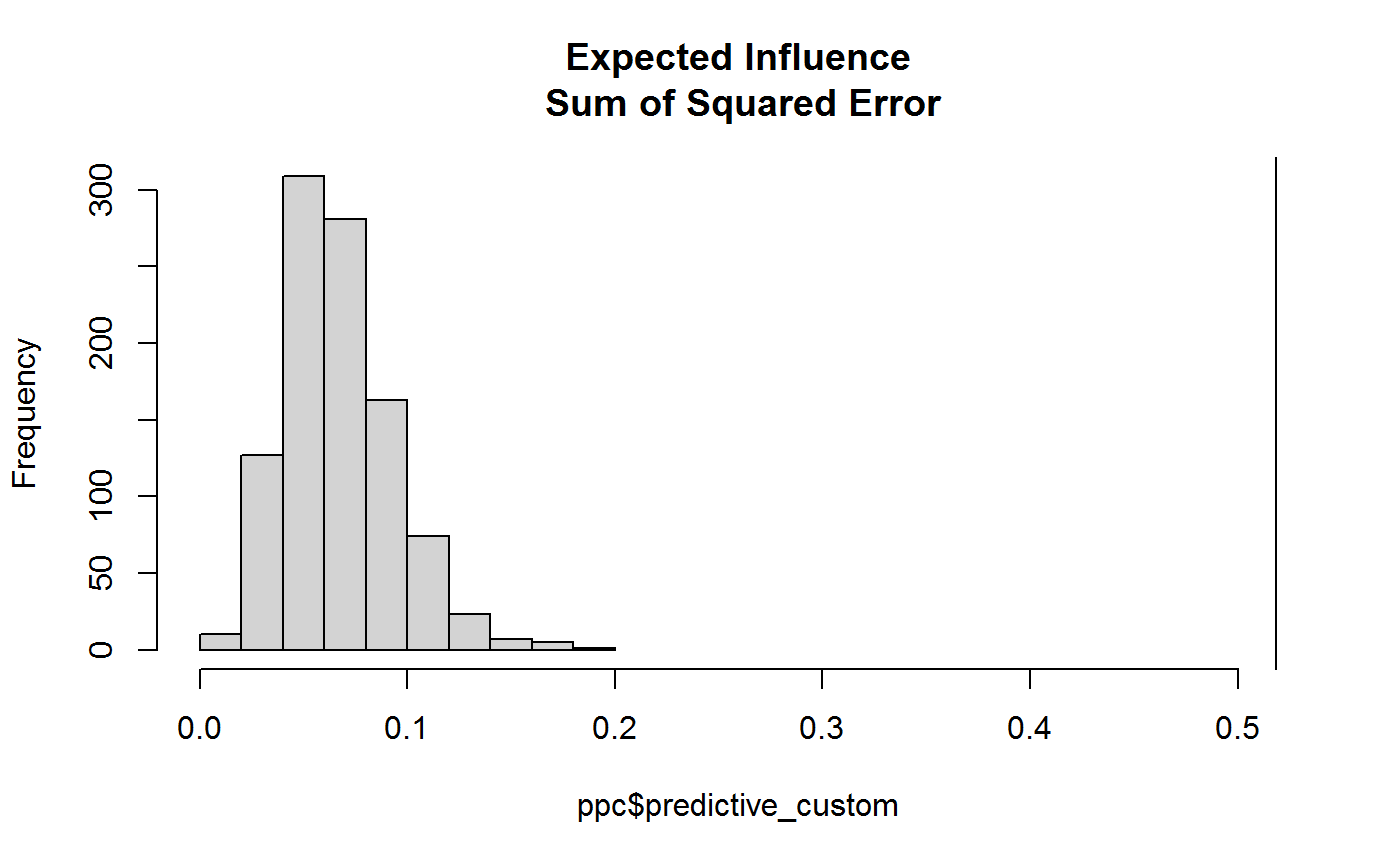 Expected Influence
Sum of Squared Error
Frequency
300
200
100
50
0
0.0 0.1 0.2 0.3 0.4 0.5
ppc$predictive_custom